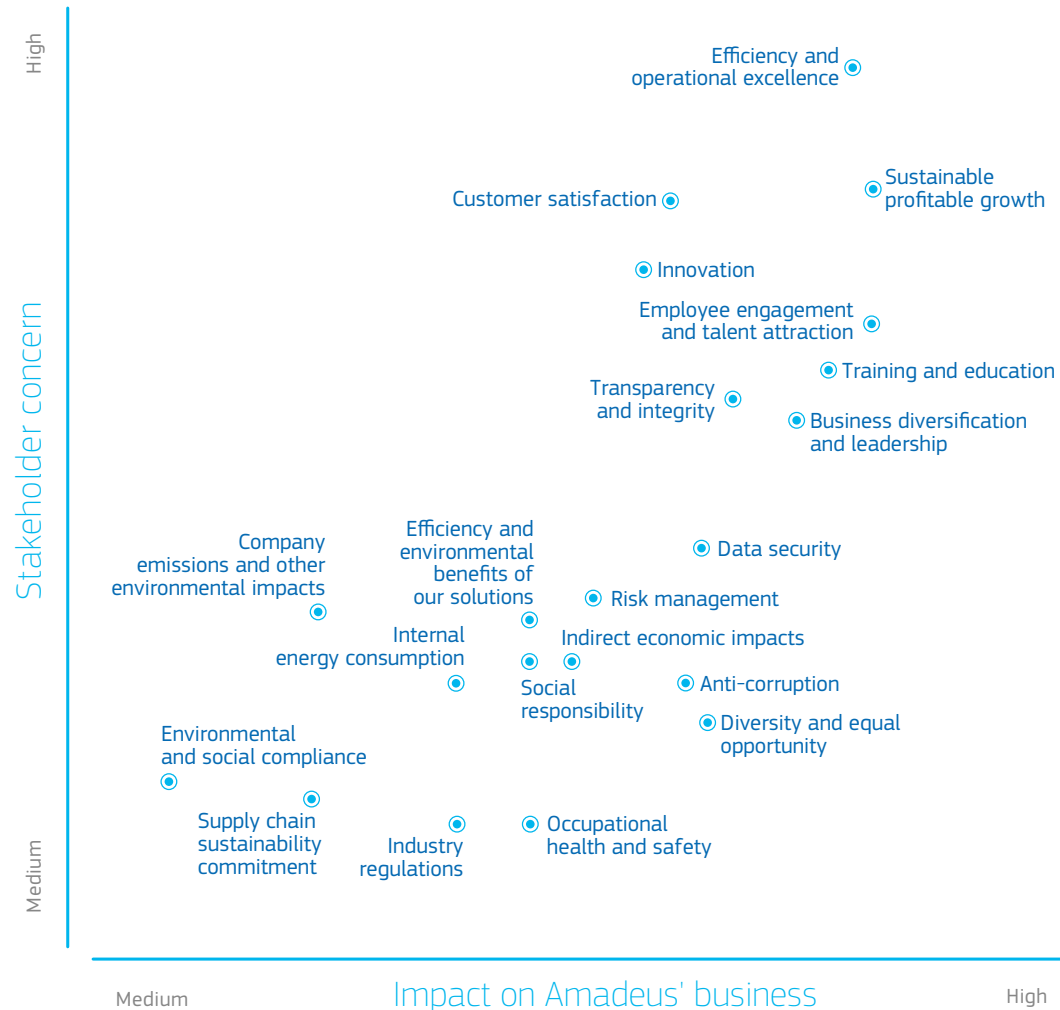 High
Efficiency and
operational excellence
Sustainable
profitable growth
Customer satisfaction
Innovation
Employee engagement
and talent attraction
Training and education
Transparency
and integrity
Business diversification
and leadership
Stakeholder concern
Efficiency and
environmental
benefits of
our solutions
Company
emissions and other
environmental impacts
Data security
Risk management
Internal
energy consumption
Indirect economic impacts
Social
responsibility
Anti-corruption
Diversity and equal
opportunity
Environmental
and social compliance
Supply chain
sustainability
commitment
Industry
regulations
Occupational
health and safety
Medium
Medium
Impact on Amadeus' business
High